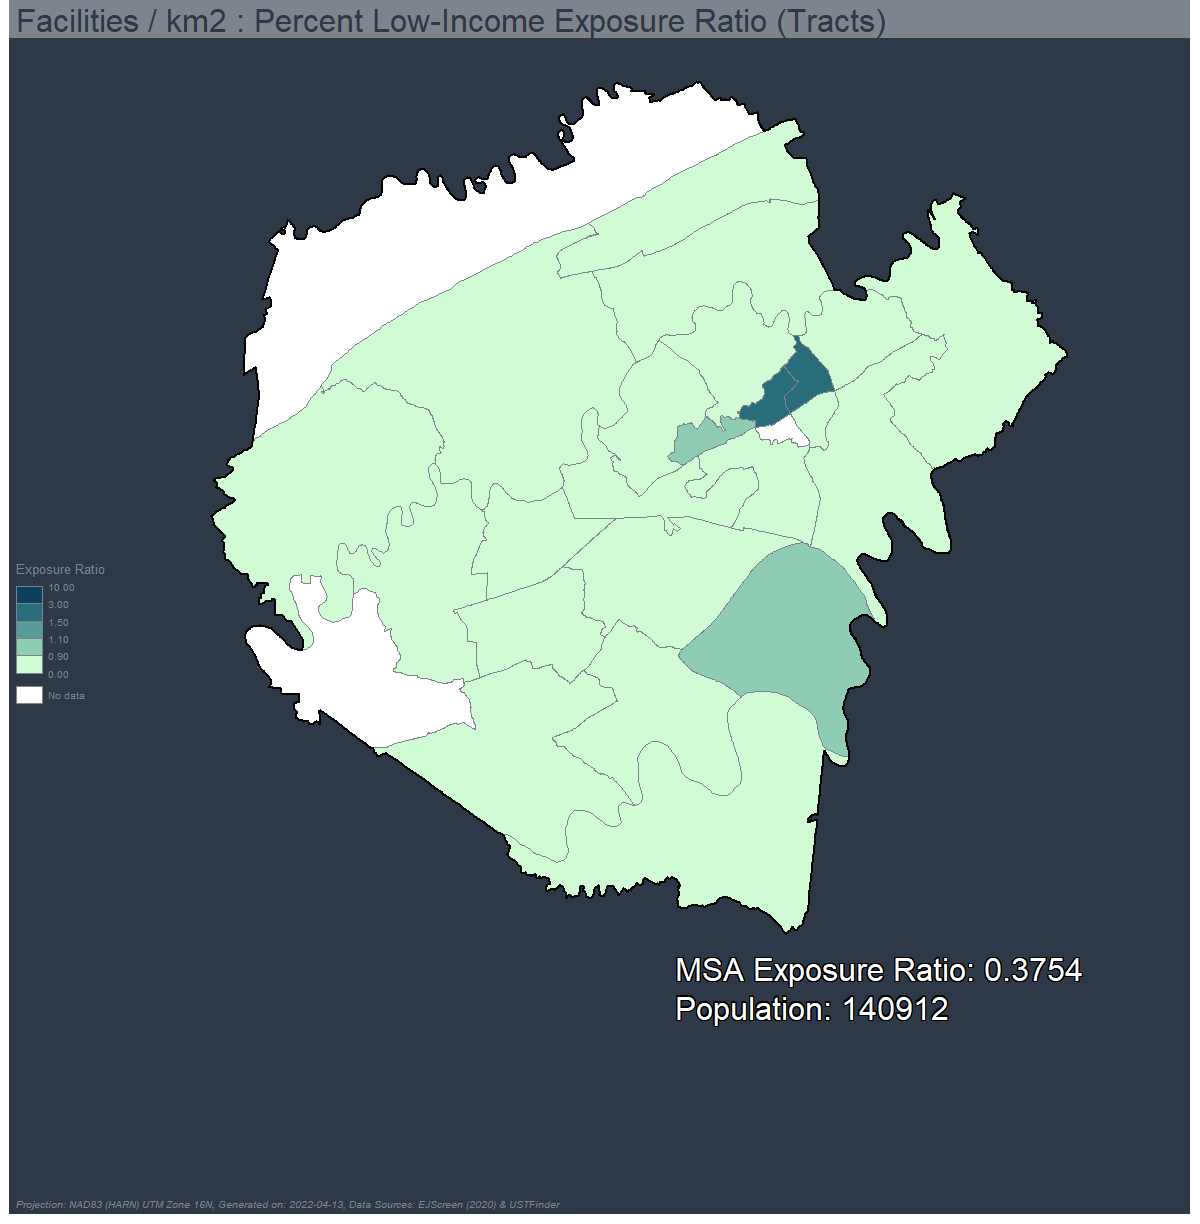 Facilities / km2 : Percent Low-Income Exposure Ratio (Tracts)
Exposure Ratio
10.00
3.00
1.50
1.10
0.90
0.00
No data
MSA Exposure Ratio: 0.3754
Population: 140912
Projection: NAD83 (HARN) UTM Zone 16N, Generated on: 2022-04-13, Data Sources: EJScreen (2020) & USTFinder